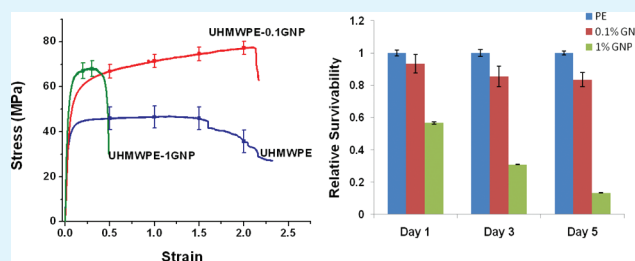 Stress (MPa)
80
60
40
20
0
0.0
0.5
1.0
1.5
2.0
2.5
Strain
UHMWPE-0.1GNP
UHMWPE-1GNP
UHMWPE
Relative Survivability
1.2
1
0.8
0.6
0.4
0.2
0
Day 1
Day 3
Day 5
PE
0.1% GN
1% GNP